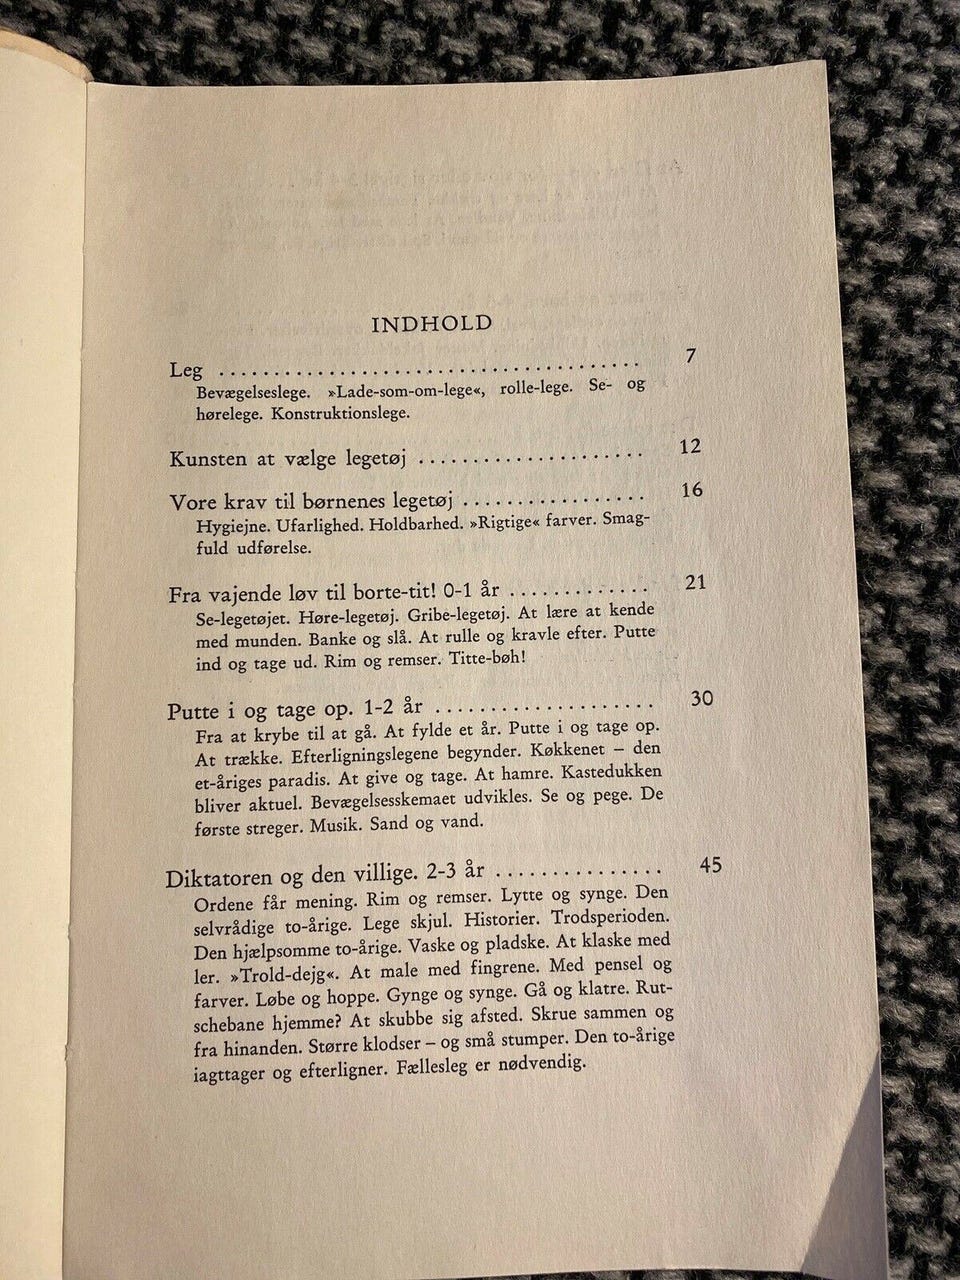 INDHOLD
Leg ........................................ 7
Bevægelseslege. »Lade-som-om-lege«, rolle-lege. Se- og
hørelege. Konstruktionslege.
Kunsten at vælge legetøj ..................... 12
Vore krav til børnenes legetøj ................. 16
Hygiejne. Ufarlighed. Holdbarhed. »Rigtige« farver. Smag-
fuld udførelse.
Fra vajende løv til borte-tit! 0-1 år ............. 21
Se-legetøjet. Høre-legetøj. Gribe-legetøj. At lære at kende
med munden. Banke og slå. At rulle og kravle efter. Putte
ind og tage ud. Rim og remser. Titte-bøh!
Putte i og tage op. 1-2 år .................... 30
Fra at krybe til at gå. At fylde et år. Putte i og tage op.
At trække. Efterligningslegene begynder. Køkkenet – den
et-åriges paradis. At give og tage. At hamre. Kastedukken
bliver aktuel. Bevægelsesskemaet udvikles. Se og pege. De
første streger. Musik. Sand og vand.
Diktatoren og den villige. 2-3 år ............... 45
Ordene får mening. Rim og remser. Lytte og synge. Den
selvrådige to-årige. Lege skjul. Historier. Trodsperioden.
Den hjælpsomme to-årige. Vaske og pladske. At klaske med
ler. »Trold-dejg«. At male med fingrene. Med pensel og
farver. Løbe og hoppe. Gynge og synge. Gå og klatre. Rut-
schebane hjemme? At skubbe sig afsted. Skrue sammen og
fra hinanden. Større klodser – og små stumper. Den to-årige
iagttager og efterligner. Fællesleg er nødvendig.